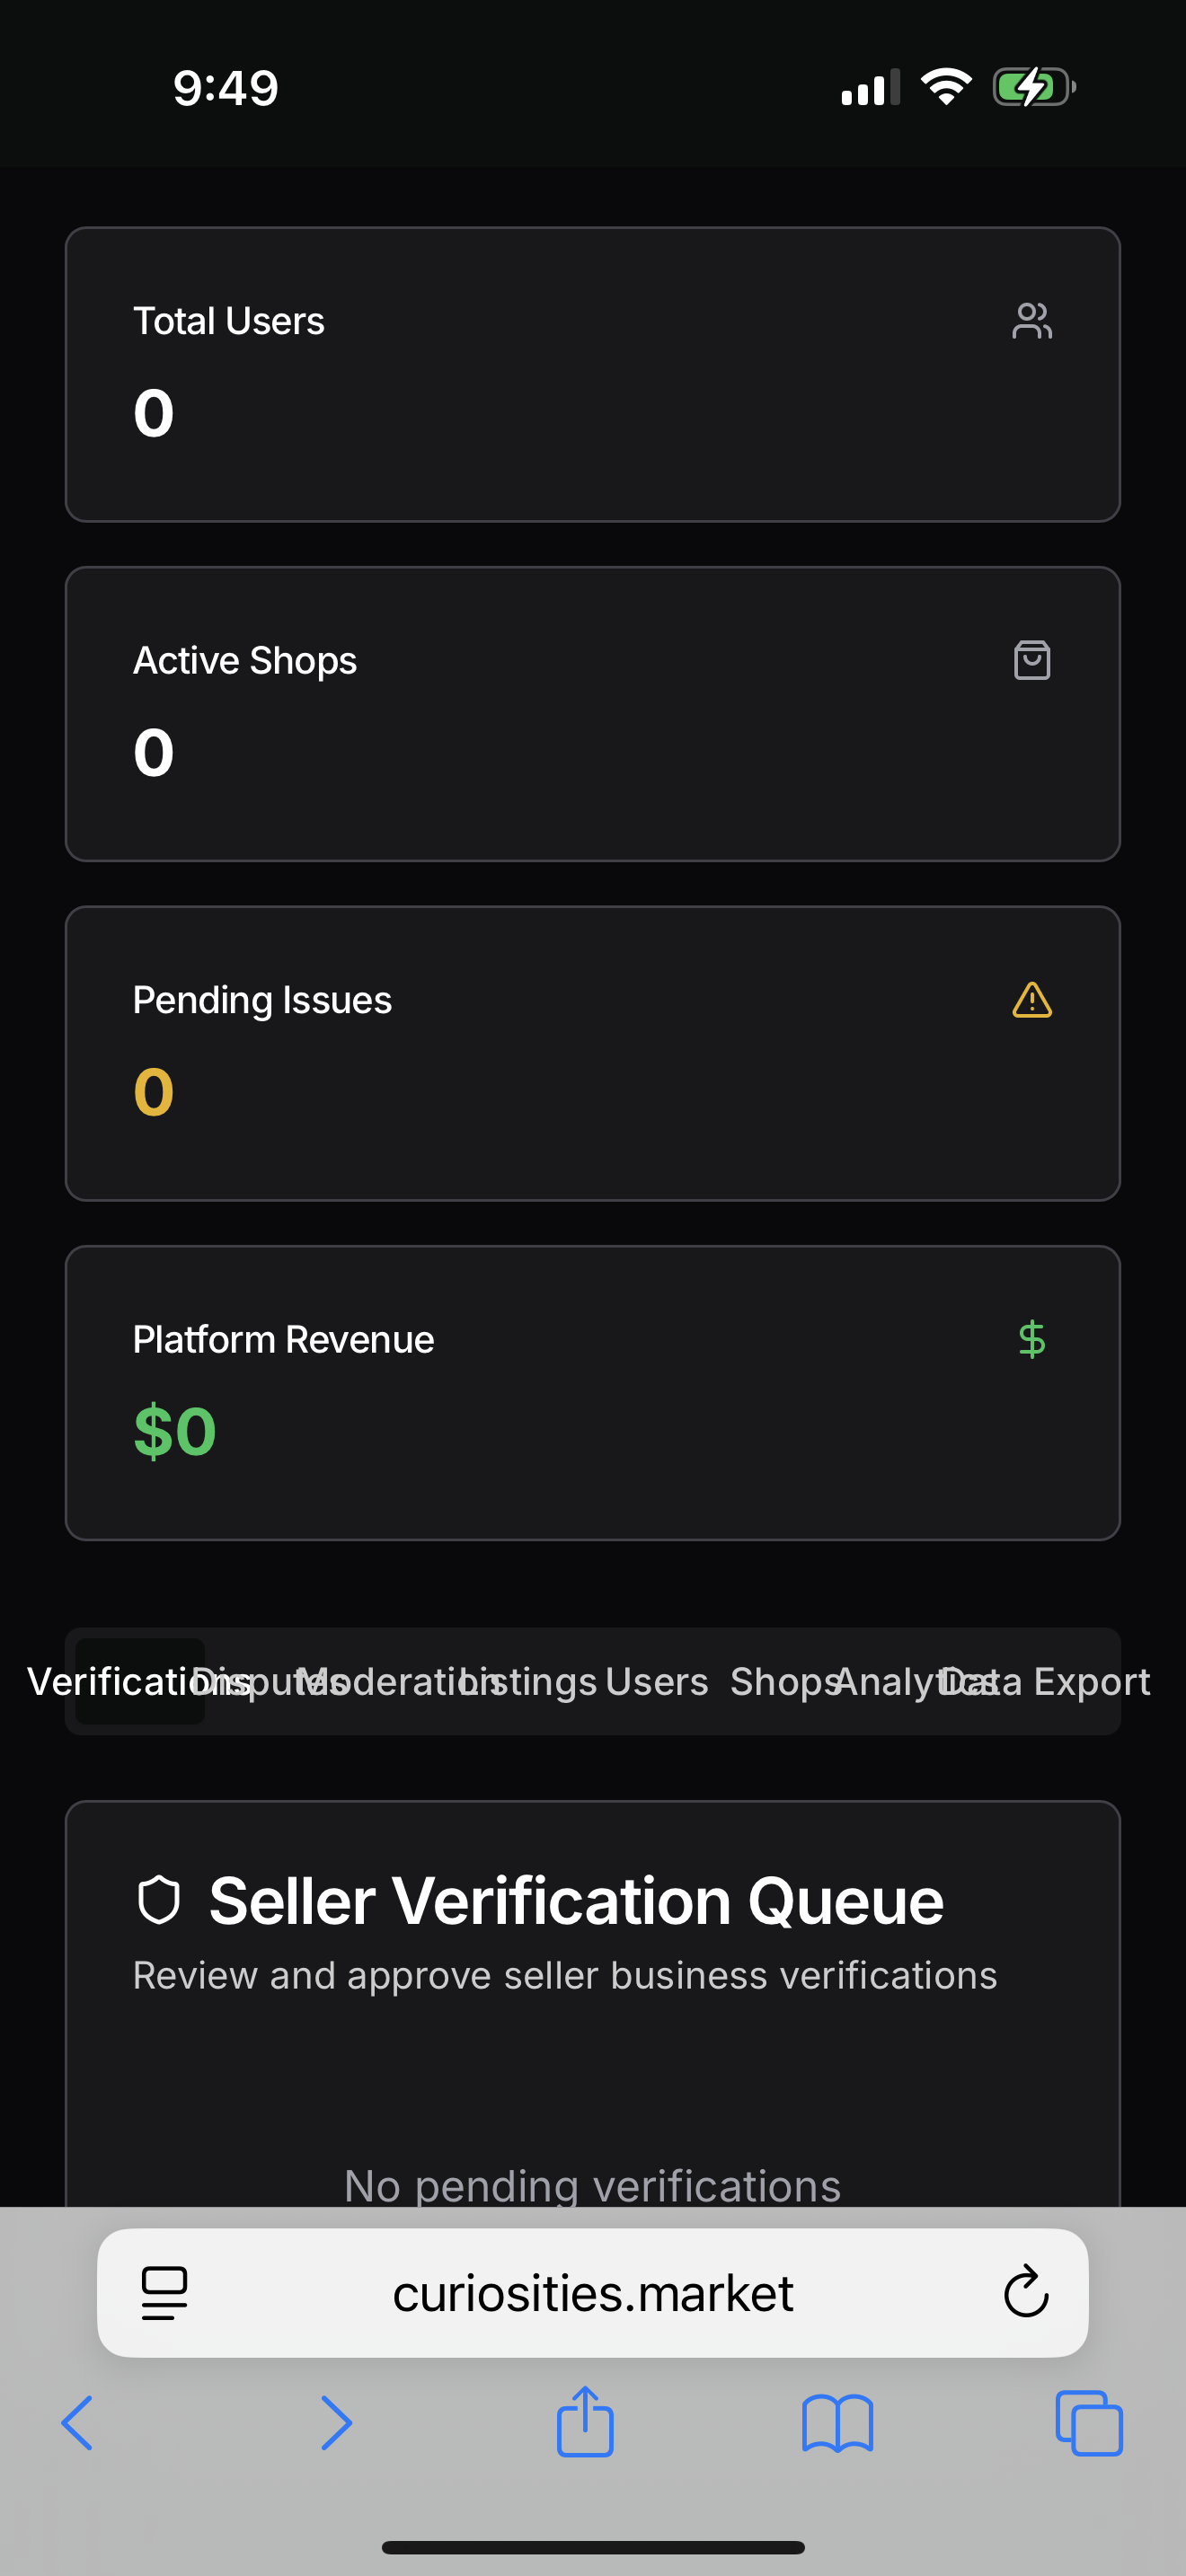 9:49
Total Users
0
Active Shops
0
Pending Issues
0
Platform Revenue
$0
Verifications Disputes Moderation Listings Users Shops Analytics Data Export
Seller Verification Queue
Review and approve seller business verifications
No pending verifications
curiosities.market